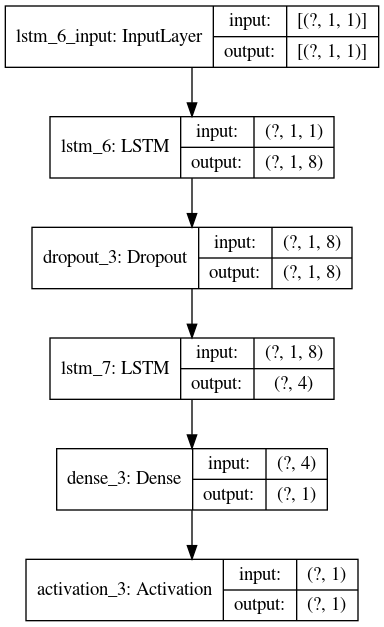 lstm_6_input: InputLayer
input:
[(?, 1, 1)]
output:
[(?, 1, 1)]
lstm_6: LSTM
input:
(?, 1, 1)
output:
(?, 1, 8)
dropout_3: Dropout
input:
(?, 1, 8)
output:
(?, 1, 8)
lstm_7: LSTM
input:
(?, 1, 8)
output:
(?, 4)
dense_3: Dense
input:
(?, 4)
output:
(?, 1)
activation_3: Activation
input:
(?, 1)
output:
(?, 1)